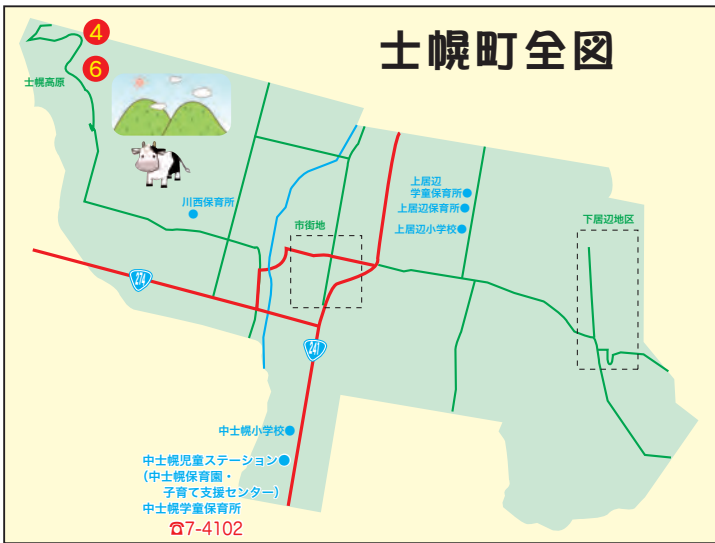 士幌町全図
4
6
士幌高原
川西保育所
市街地
上居辺
学童保育所
上居辺保育所
上居辺小学校
下居辺地区
274
241
中士幌小学校
中士幌児童ステーション
(中士幌保育園・
子育て支援センター)
中士幌学童保育所
☎7-4102